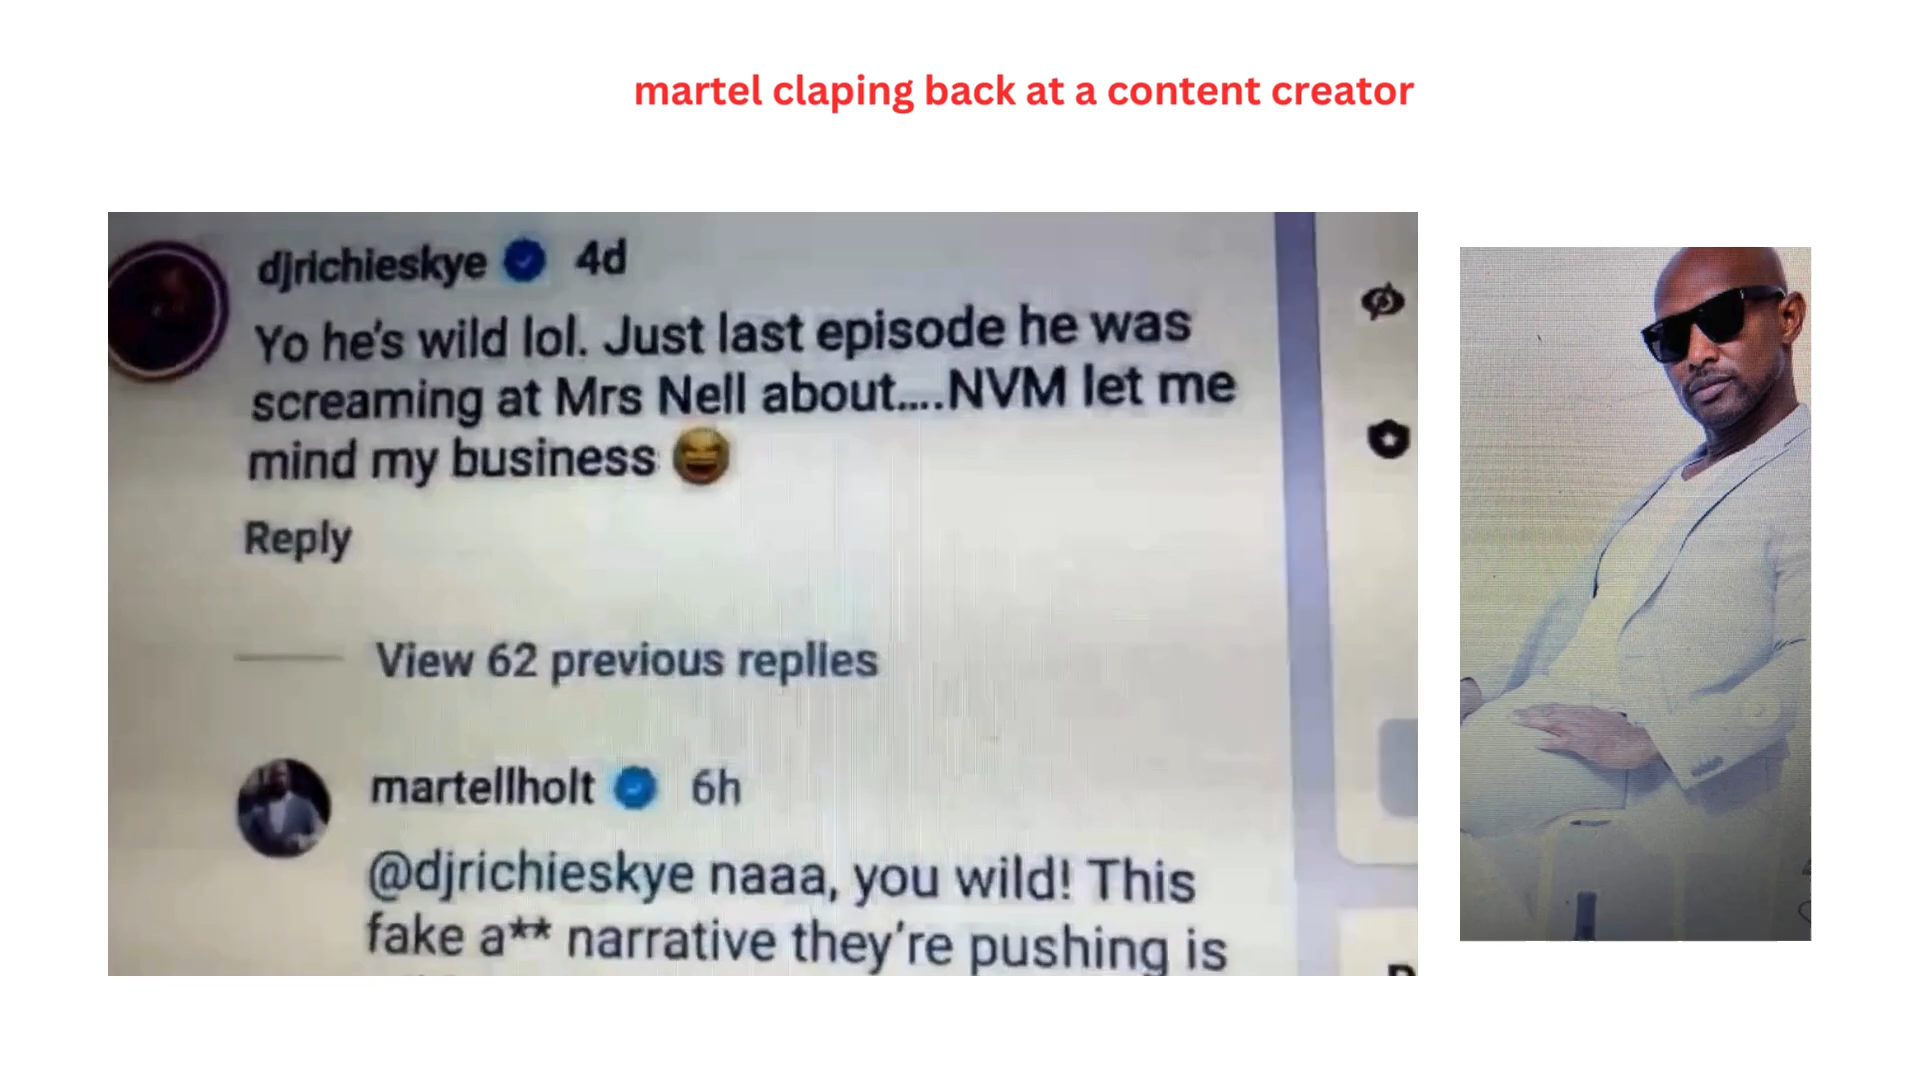 martel claping back at a content creator
djrichieskye 4d
Yo he's wild lol. Just last episode he was
screaming at Mrs Nell about....NVM let me
mind my business 😆
Reply
View 62 previous replies
martellholt 6h
@djrichieskye naaa, you wild! This
fake a** narrative they're pushing is